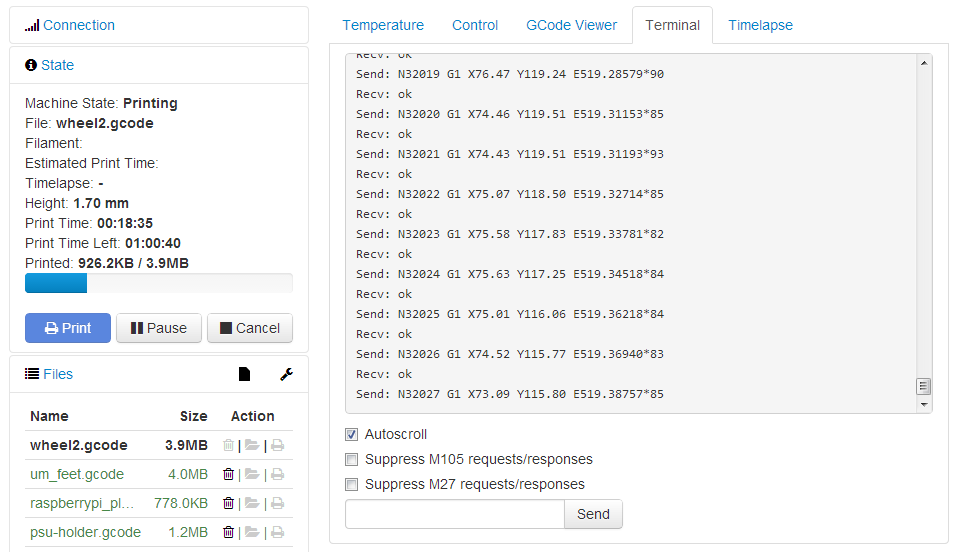 Connection
State
Machine State: Printing
File: wheel2.gcode
Filament:
Estimated Print Time:
Timelapse: -
Height: 1.70 mm
Print Time: 00:18:35
Print Time Left: 01:00:40
Printed: 926.2KB / 3.9MB
Print Pause Cancel
Files
Name Size Action
wheel2.gcode 3.9MB | |
um_feet.gcode 4.0MB | |
raspberrypi_pl... 778.0KB | |
psu-holder.gcode 1.2MB | |
Temperature Control GCode Viewer Terminal Timelapse
Recv: ok
Send: N32019 G1 X76.47 Y119.24 E519.28579*90
Recv: ok
Send: N32020 G1 X74.46 Y119.51 E519.31153*85
Recv: ok
Send: N32021 G1 X74.43 Y119.51 E519.31193*93
Recv: ok
Send: N32022 G1 X75.07 Y118.50 E519.32714*85
Recv: ok
Send: N32023 G1 X75.58 Y117.83 E519.33781*82
Recv: ok
Send: N32024 G1 X75.63 Y117.25 E519.34518*84
Recv: ok
Send: N32025 G1 X75.01 Y116.06 E519.36218*84
Recv: ok
Send: N32026 G1 X74.52 Y115.77 E519.36940*83
Recv: ok
Send: N32027 G1 X73.09 Y115.80 E519.38757*85
Autoscroll
Suppress M105 requests/responses
Suppress M27 requests/responses
Send